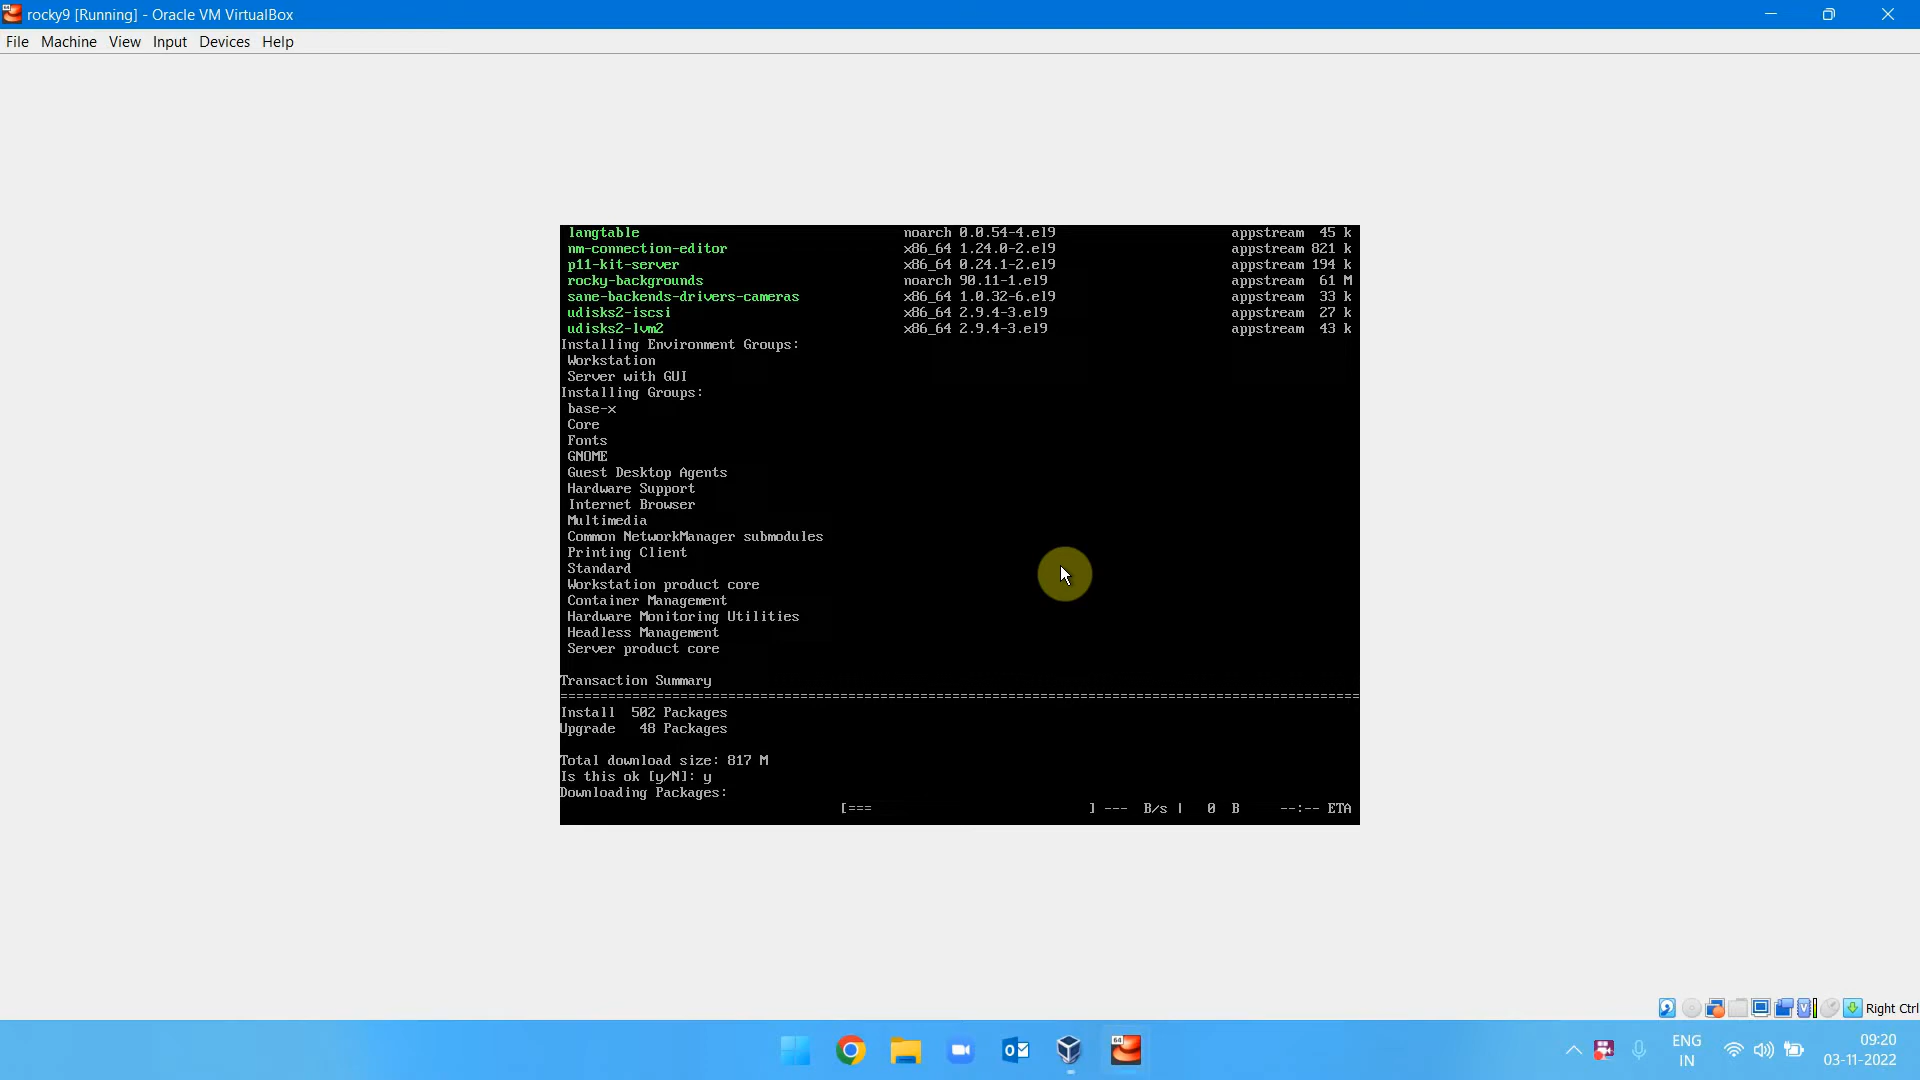 rocky9 [Running] - Oracle VM VirtualBox
File Machine View Input Devices Help
langtable noarch 0.0.54-4.el9 appstream 45 k
nm-connection-editor x86_64 1.24.0-2.el9 appstream 821 k
p11-kit-server x86_64 0.24.1-2.el9 appstream 194 k
rocky-backgrounds noarch 90.11-1.el9 appstream 61 M
sane-backends-drivers-cameras x86_64 1.0.32-6.el9 appstream 33 k
udisks2-iscsi x86_64 2.9.4-3.el9 appstream 27 k
udisks2-lvm2 x86_64 2.9.4-3.el9 appstream 43 k
Installing Environment Groups:
Workstation
Server with GUI
Installing Groups:
base-x
Core
Fonts
GNOME
Guest Desktop Agents
Hardware Support
Internet Browser
Multimedia
Common NetworkManager submodules
Printing Client
Standard
Workstation product core
Container Management
Hardware Monitoring Utilities
Headless Management
Server product core
Transaction Summary
====================================================================================================
Install 502 Packages
Upgrade 48 Packages
Total download size: 817 M
Is this ok [y/N]: y
Downloading Packages:
[=== ] --- B/s | 0 B --:-- ETA
Right Ctrl
64
ENG
IN
09:20
03-11-2022